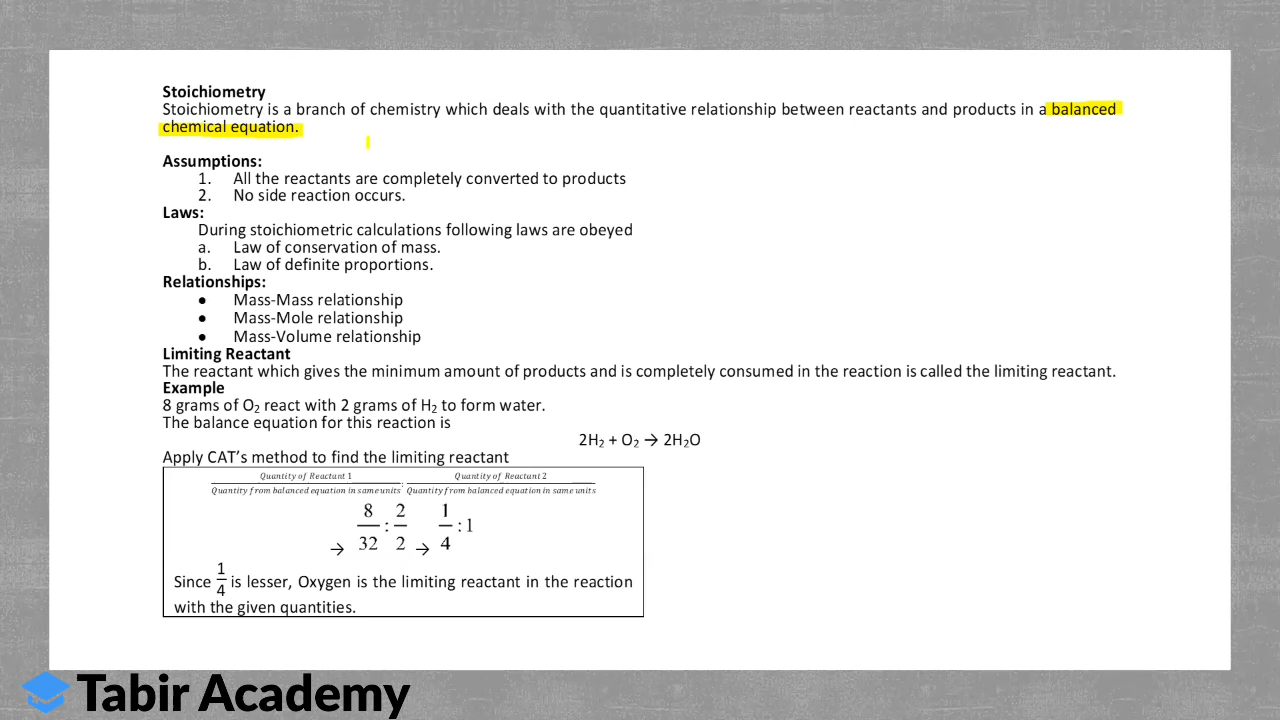 Stoichiometry
Stoichiometry is a branch of chemistry which deals with the quantitative relationship between reactants and products in a balanced
chemical equation.
Assumptions:
1. All the reactants are completely converted to products
2. No side reaction occurs.
Laws:
During stoichiometric calculations following laws are obeyed
a. Law of conservation of mass.
b. Law of definite proportions.
Relationships:
● Mass-Mass relationship
● Mass-Mole relationship
● Mass-Volume relationship
Limiting Reactant
The reactant which gives the minimum amount of products and is completely consumed in the reaction is called the limiting reactant.
Example
8 grams of O₂ react with 2 grams of H₂ to form water.
The balance equation for this reaction is
2H₂ + O₂ → 2H₂O
Apply CAT's method to find the limiting reactant
Quantity of Reactant 1 / Quantity from balanced equation in same units : Quantity of Reactant 2 / Quantity from balanced equation in same units
→ 8/32 : 2/2 → 1/4 : 1
Since 1/4 is lesser, Oxygen is the limiting reactant in the reaction
with the given quantities.
Tabir Academy